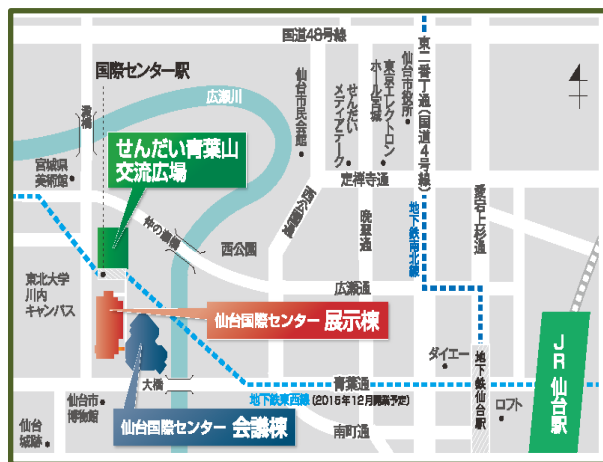 国道48号線
国際センター駅
広瀬川
澱橋
仙台市民会館
せんだい
メディアテーク
東京エレクトロン
ホール宮城
仙台市役所
東二番丁通(国道4号線)
せんだい青葉山
交流広場
宮城県
美術館
定禅寺通
西公園通
仲の瀬橋
西公園
晩翠通
地下鉄南北線
愛宕上杉通
東北大学
川内
キャンパス
広瀬通
仙台国際センター 展示棟
ダイエー
地下鉄仙台駅
JR仙台駅
大橋
青葉通
地下鉄東西線(2015年12月開業予定)
ロフト
仙台市
博物館
仙台
城跡
仙台国際センター 会議棟
南町通